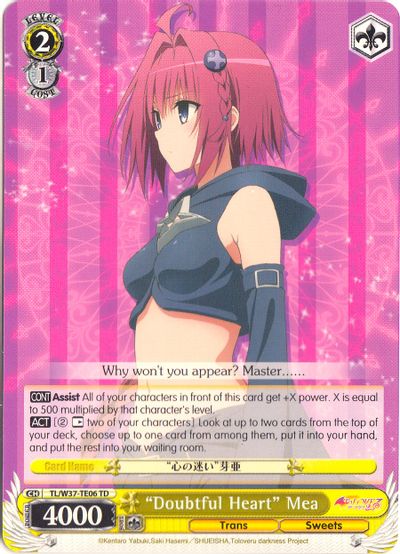 LEVEL
2
1
COST
Why won't you appear? Master......
CONT Assist All of your characters in front of this card get +X power. X is equal
to 500 multiplied by that character's level.
ACT [② two of your characters] Look at up to two cards from the top
of your deck, choose up to one card from among them, put it into your hand,
and put the rest into your waiting room.
Card Name
“心の迷い”芽亜
CH TL/W37-TE06 TD
“Doubtful Heart” Mea
4000
Trans
Sweets
©Kentaro Yabuki,Saki Hasemi／SHUEISHA,Toloveru darkness Project